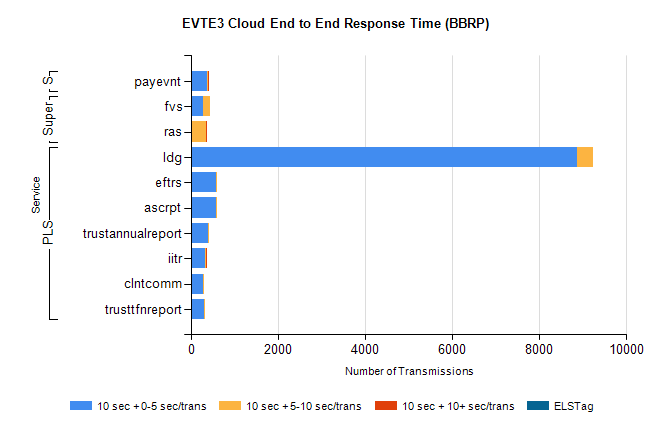 EVTE3 Cloud End to End Response Time (BBRP)
payevnt
fvs
ras
ldg
eftrs
ascrpt
trustannualreport
iitr
clntcomm
trusttfnreport
Super
PLS
Service
0 2000 4000 6000 8000 10000
Number of Transmissions
10 sec +0-5 sec/trans 10 sec +5-10 sec/trans 10 sec + 10+ sec/trans ELSTag